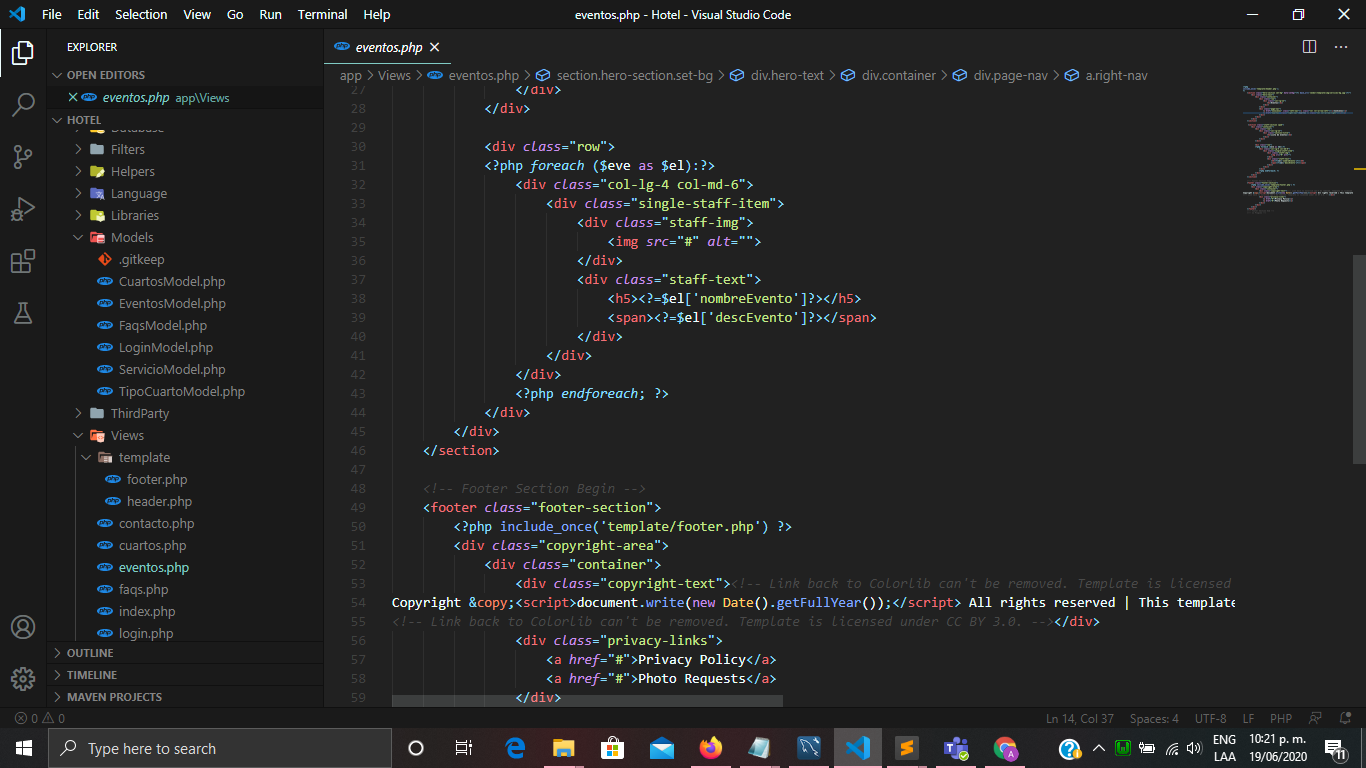 File Edit Selection View Go Run Terminal Help
eventos.php - Hotel - Visual Studio Code
EXPLORER
OPEN EDITORS
eventos.php app\Views
HOTEL
Database
Filters
Helpers
Language
Libraries
Models
.gitkeep
CuartosModel.php
EventosModel.php
FaqsModel.php
LoginModel.php
ServicioModel.php
TipoCuartoModel.php
ThirdParty
Views
template
footer.php
header.php
contacto.php
cuartos.php
eventos.php
faqs.php
index.php
login.php
OUTLINE
TIMELINE
MAVEN PROJECTS
eventos.php
app > Views > eventos.php > section.hero-section.set-bg > div.hero-text > div.container > div.page-nav > a.right-nav
27 </div>
28 </div>
29
30 <div class="row">
31 <?php foreach ($eve as $el):?>
32 <div class="col-lg-4 col-md-6">
33 <div class="single-staff-item">
34 <div class="staff-img">
35 <img src="#" alt="">
36 </div>
37 <div class="staff-text">
38 <h5><?=$el['nombreEvento']?></h5>
39 <span><?=$el['descEvento']?></span>
40 </div>
41 </div>
42 </div>
43 <?php endforeach; ?>
44 </div>
45 </div>
46 </section>
47
48 <!-- Footer Section Begin -->
49 <footer class="footer-section">
50 <?php include_once('template/footer.php') ?>
51 <div class="copyright-area">
52 <div class="container">
53 <div class="copyright-text"><!-- Link back to Colorlib can't be removed. Template is licensed
54 Copyright &copy;<script>document.write(new Date().getFullYear());</script> All rights reserved | This template
55 <!-- Link back to Colorlib can't be removed. Template is licensed under CC BY 3.0. --></div>
56 <div class="privacy-links">
57 <a href="#">Privacy Policy</a>
58 <a href="#">Photo Requests</a>
59 </div>
0 0
Ln 14, Col 37 Spaces: 4 UTF-8 LF PHP
Type here to search
ENG
LAA
10:21 p. m.
19/06/2020
11